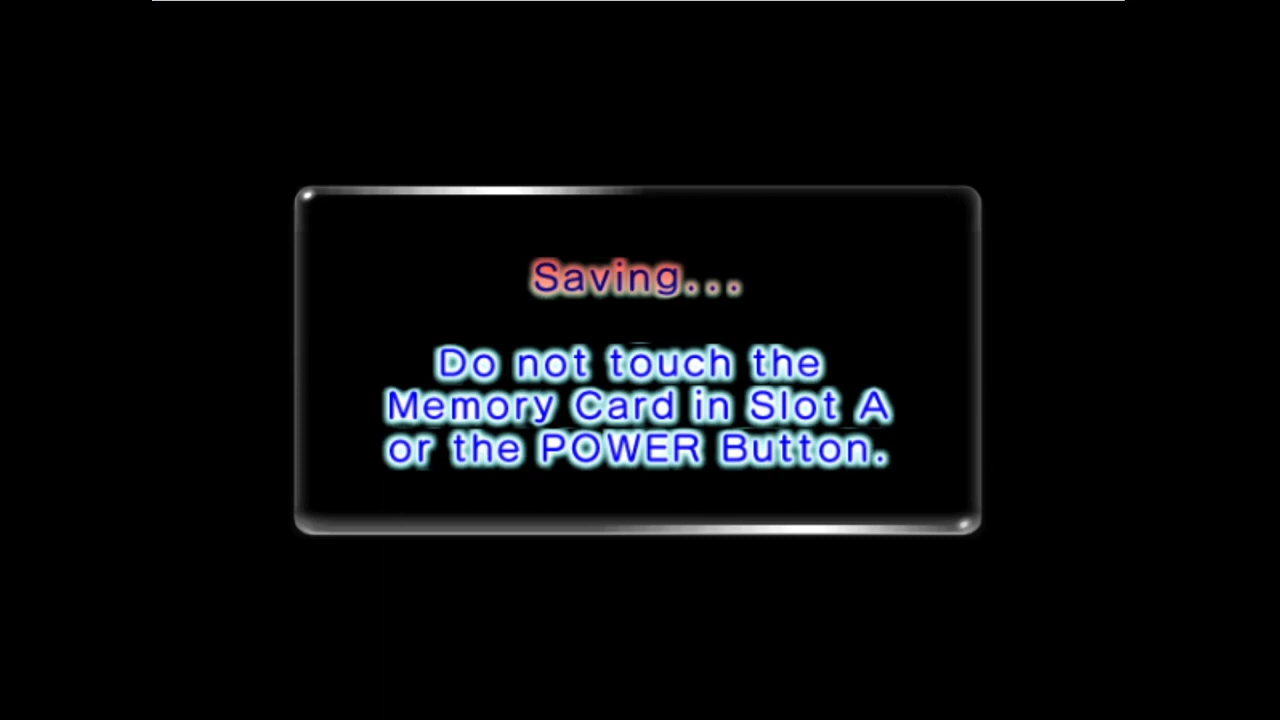 Saving...
Do not touch the
Memory Card in Slot A
or the POWER Button.